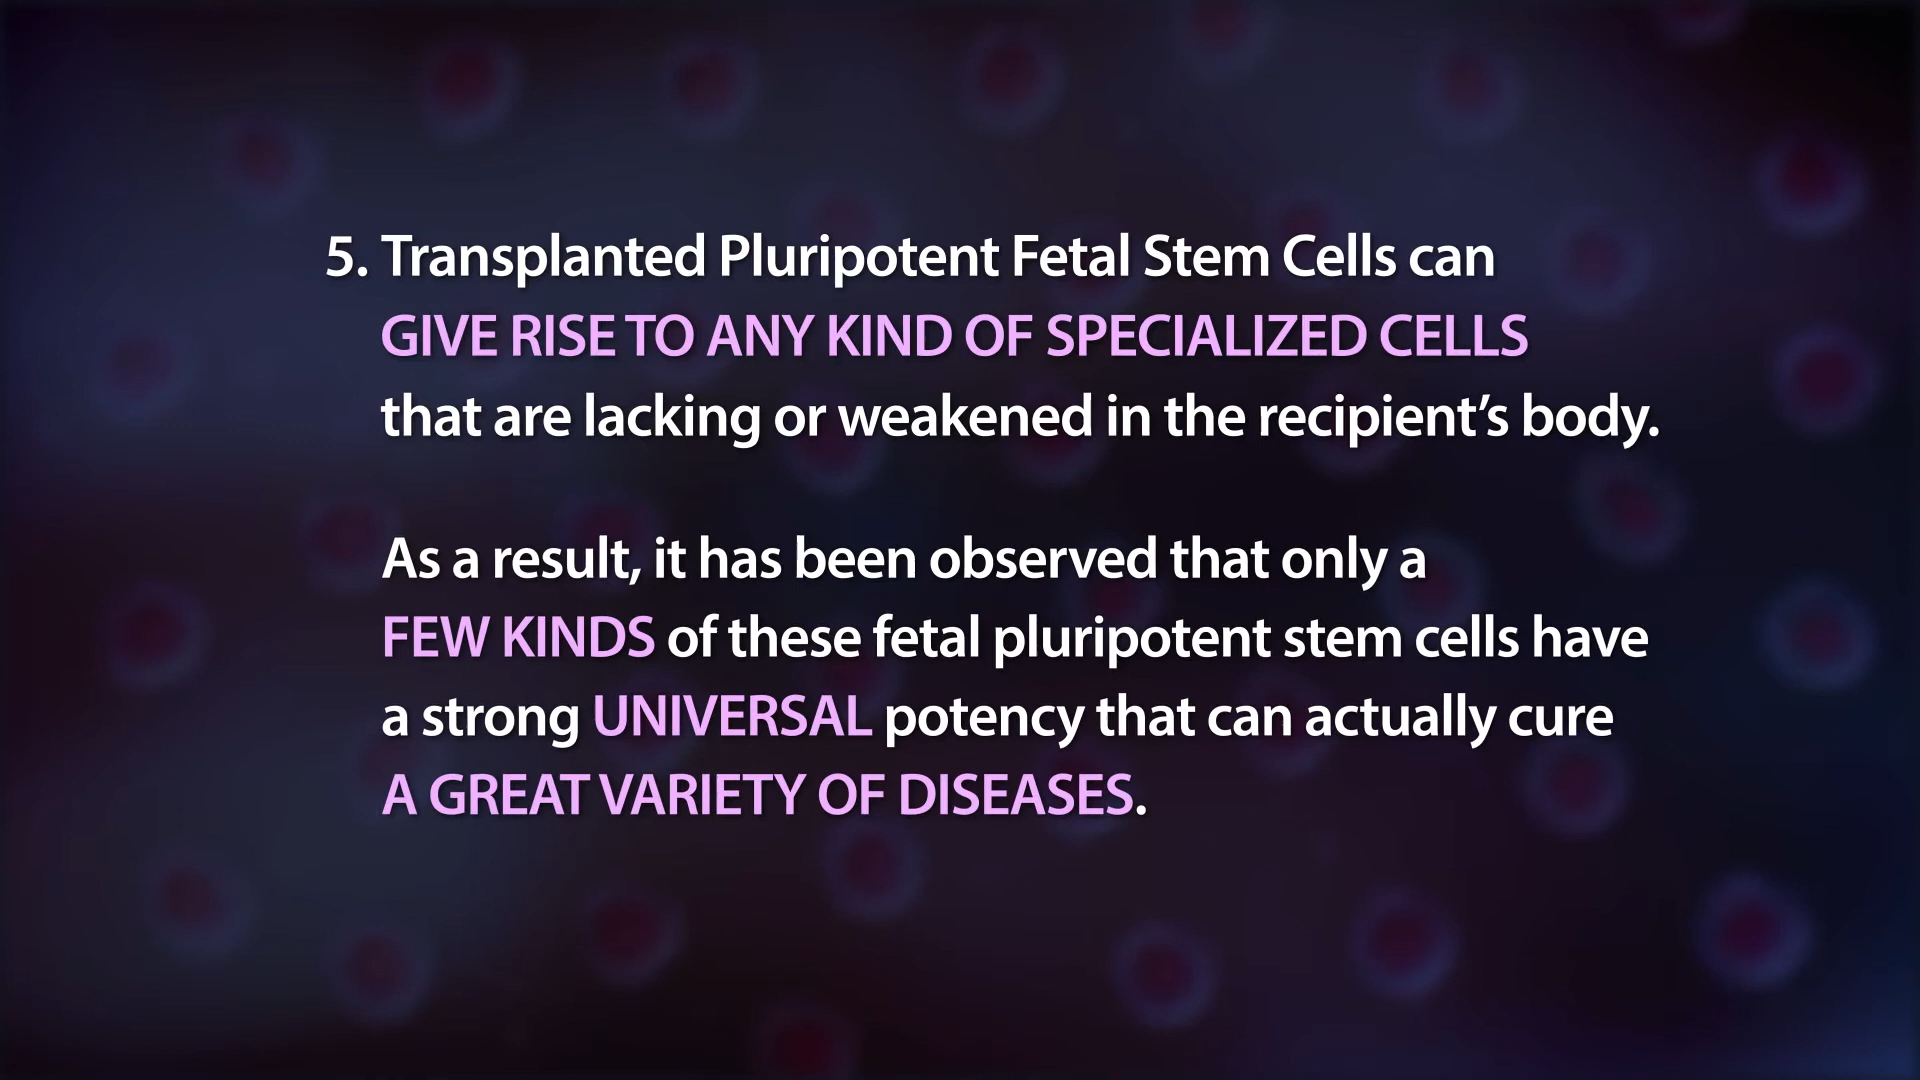 5. Transplanted Pluripotent Fetal Stem Cells can
GIVE RISE TO ANY KIND OF SPECIALIZED CELLS
that are lacking or weakened in the recipient’s body.
As a result, it has been observed that only a
FEW KINDS of these fetal pluripotent stem cells have
a strong UNIVERSAL potency that can actually cure
A GREAT VARIETY OF DISEASES.